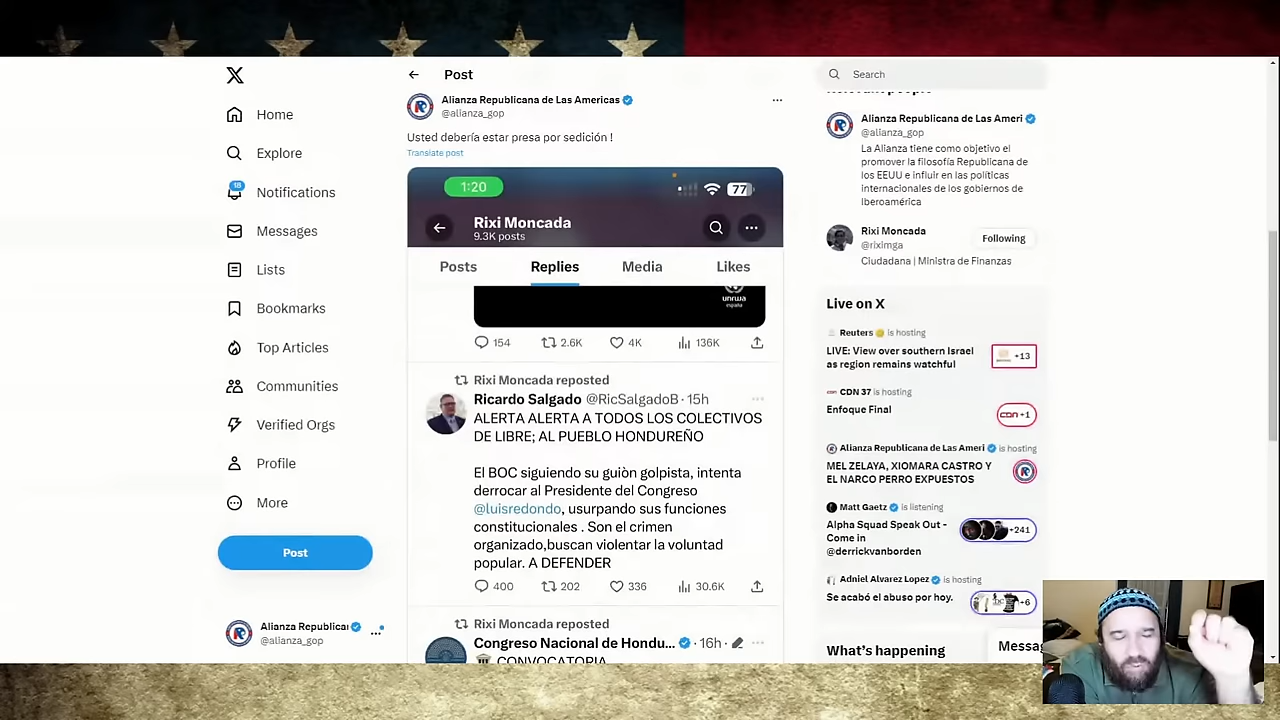 Home
Explore
18
Notifications
Messages
Lists
Bookmarks
Top Articles
Communities
Verified Orgs
Profile
More
Post
Alianza Republica
@alianza_gop
Post
Alianza Republicana de Las Americas
@alianza_gop
Usted debería estar presa por sedición !
Translate post
1:20
77
Rixi Moncada
9.3K posts
Posts Replies Media Likes
unrwa
españa
154 2.6K 4K 136K
Rixi Moncada reposted
Ricardo Salgado @RicSalgadoB · 15h
ALERTA ALERTA A TODOS LOS COLECTIVOS
DE LIBRE; AL PUEBLO HONDUREÑO
El BOC siguiendo su guiòn golpista, intenta
derrocar al Presidente del Congreso
@luisredondo, usurpando sus funciones
constitucionales . Son el crimen
organizado,buscan violentar la voluntad
popular. A DEFENDER
400 202 336 30.6K
Rixi Moncada reposted
Congreso Nacional de Hondu... · 16h ·
CONVOCATORIA
Search
Relevant people
Alianza Republicana de Las Ameri
@alianza_gop
La Alianza tiene como objetivo el
promover la filosofía Republicana de
los EEUU e influir en las políticas
internacionales de los gobiernos de
Iberoamérica
Rixi Moncada
@riximga
Following
Ciudadana | Ministra de Finanzas
Live on X
Reuters is hosting
LIVE: View over southern Israel
as region remains watchful
+13
CDN 37 is hosting
Enfoque Final
CDN +1
Alianza Republicana de Las Ameri is hosting
MEL ZELAYA, XIOMARA CASTRO Y
EL NARCO PERRO EXPUESTOS
Matt Gaetz is listening
Alpha Squad Speak Out -
Come in
@derrickvanborden
+241
Adniel Alvarez Lopez is hosting
Se acabó el abuso por hoy.
+6
What's happening
Messa